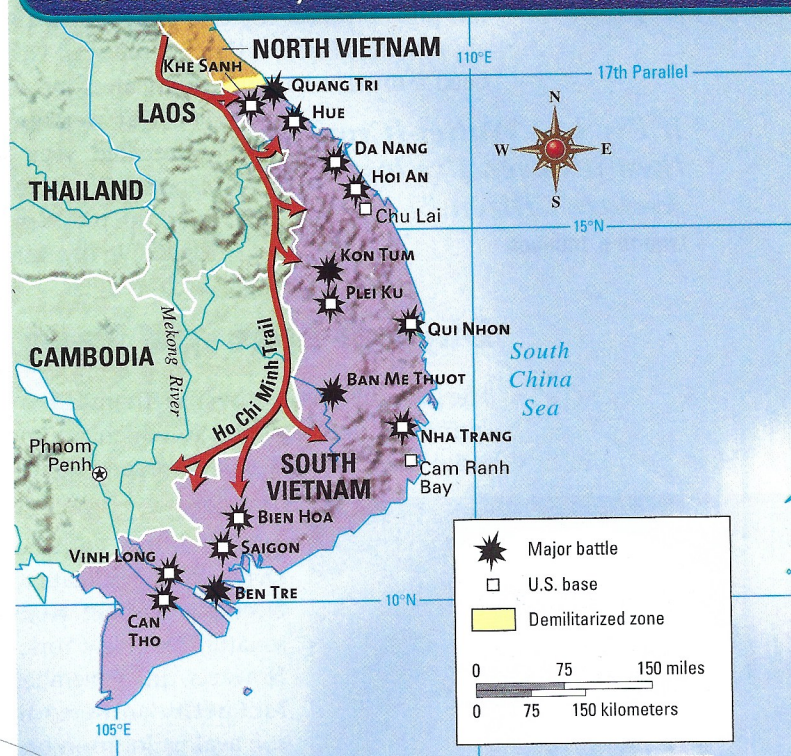 NORTH VIETNAM
110°E
17th Parallel
KHE SANH
QUANG TRI
LAOS
HUE
N
W
E
S
DA NANG
HOI AN
THAILAND
Chu Lai
15°N
KON TUM
PLEI KU
Mekong River
QUI NHON
CAMBODIA
South
China
Sea
Ho Chi Minh Trail
BAN ME THUOT
NHA TRANG
Phnom
Penh
SOUTH
VIETNAM
Cam Ranh
Bay
BIEN HOA
SAIGON
VINH LONG
BEN TRE
10°N
CAN
THO
105°E
Major battle
U.S. base
Demilitarized zone
0 75 150 miles
0 75 150 kilometers